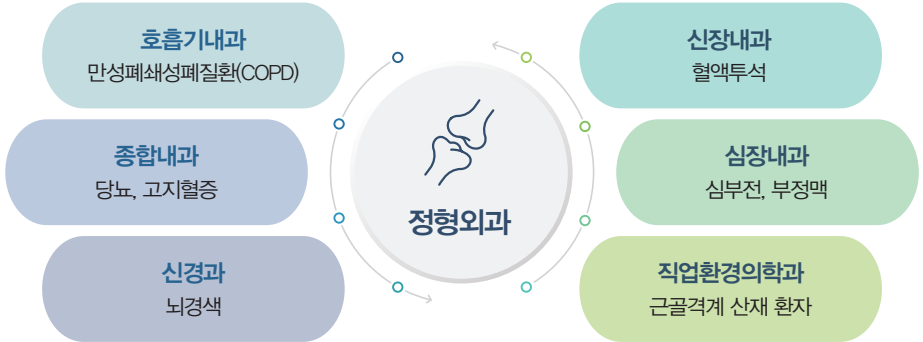 호흡기내과
만성폐쇄성폐질환(COPD)
종합내과
당뇨, 고지혈증
신경과
뇌경색
정형외과
신장내과
혈액투석
심장내과
심부전, 부정맥
직업환경의학과
근골격계 산재 환자